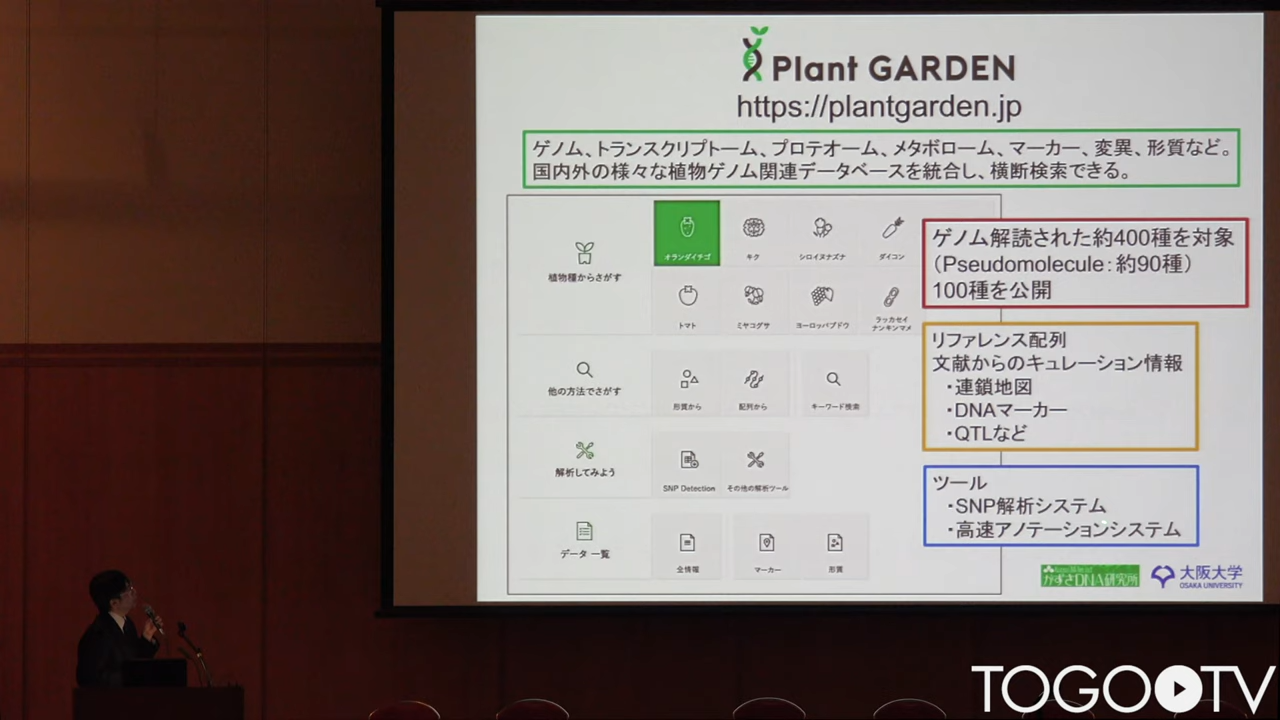 Plant GARDEN
https://plantgarden.jp
ゲノム、トランスクリプトーム、プロテオーム、メタボローム、マーカー、変異、形質など。
国内外の様々な植物ゲノム関連データベースを統合し、横断検索できる。
植物種からさがす
オランダイチゴ
キク
シロイヌナズナ
ダイコン
トマト
ミヤコグサ
ヨーロッパブドウ
ラッカセイ
ナンキンマメ
他の方法でさがす
形質から
配列から
キーワード検索
解析してみよう
SNP Detection
その他の解析ツール
データ一覧
全情報
マーカー
形質
ゲノム解読された約400種を対象
（Pseudomolecule：約90種）
100種を公開
リファレンス配列
文献からのキュレーション情報
・連鎖地図
・DNAマーカー
・QTLなど
ツール
・SNP解析システム
・高速アノテーションシステム
かずさDNA研究所
大阪大学
OSAKA UNIVERSITY
TOGO TV